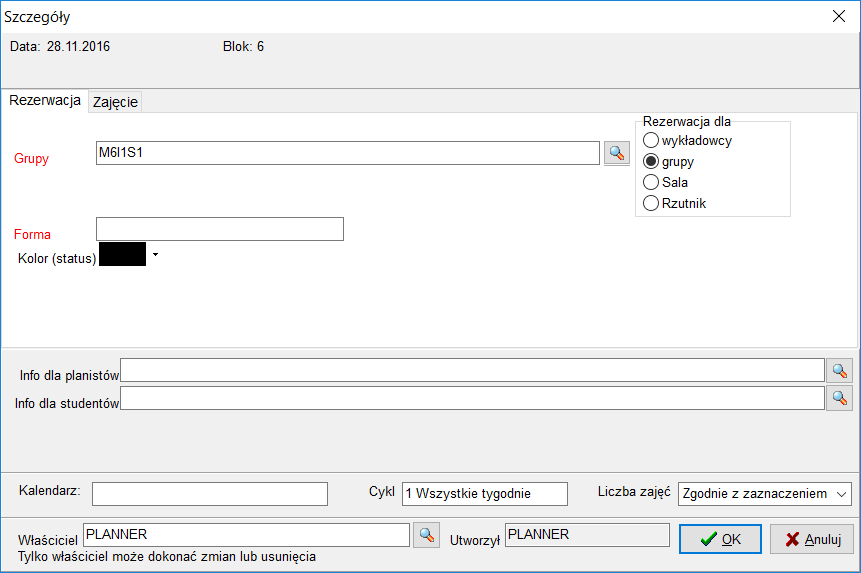 Szczegóły
Data: 28.11.2016 Blok: 6
Rezerwacja Zajęcie
Rezerwacja dla
Grupy M6I1S1
wykładowcy
grupy
Sala
Rzutnik
Forma
Kolor (status)
Info dla planistów
Info dla studentów
Kalendarz: Cykl 1 Wszystkie tygodnie Liczba zajęć Zgodnie z zaznaczeniem
Właściciel PLANNER Utworzył PLANNER OK Anuluj
Tylko właściciel może dokonać zmian lub usunięcia